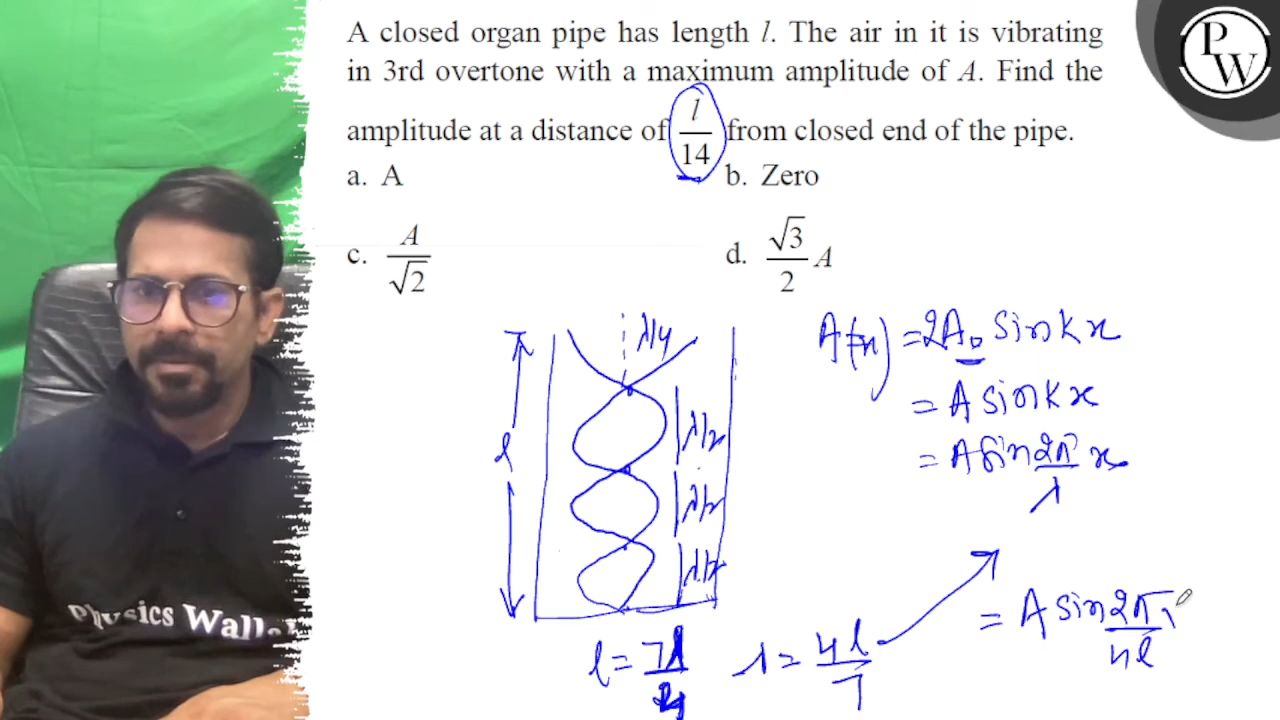 A closed organ pipe has length l. The air in it is vibrating
in 3rd overtone with a maximum amplitude of A. Find the
amplitude at a distance of l/14 from closed end of the pipe.
a. A b. Zero
c. A/√2 d. √3/2 A
PW
λ/4
λ/2
λ/2
λ/2
l
A(x) = 2A₀ sin kx
= A sin kx
= A sin 2π/λ x
l = 7λ/4 λ = 4l/7
= A sin 2π/4l
Physics Walla